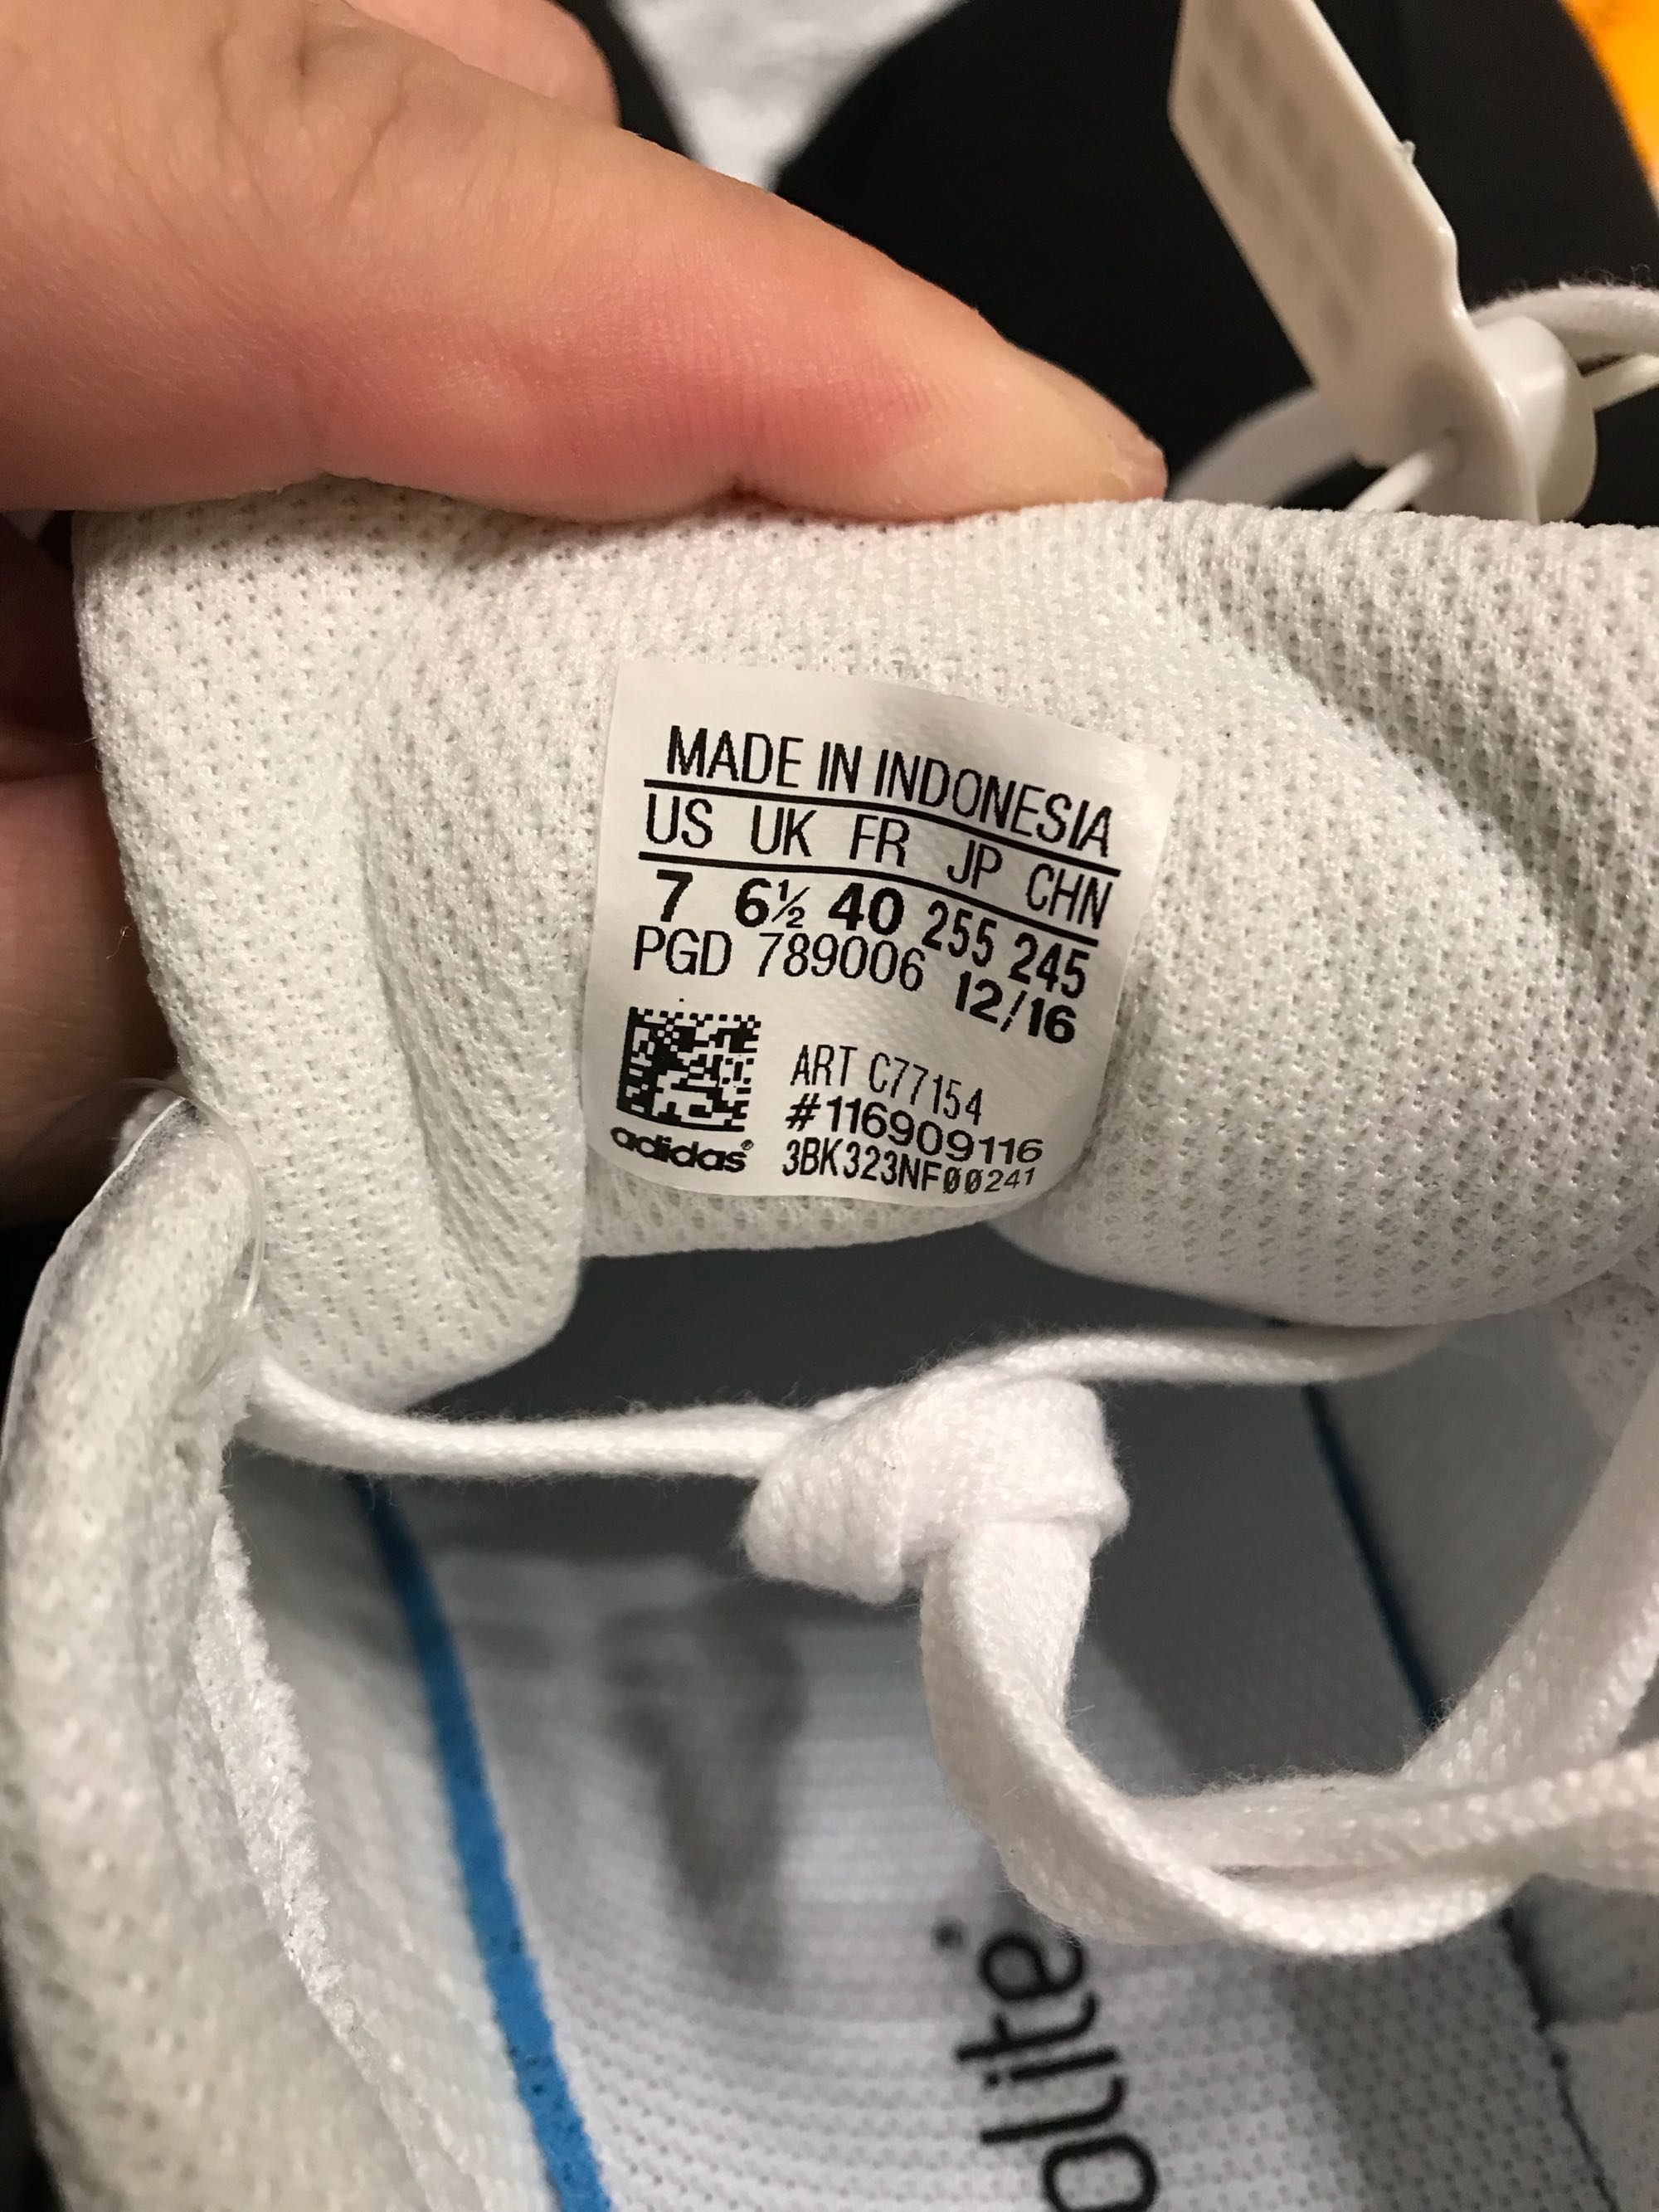 MADE IN INDONESIA
US UK FR JP CHN
7 6½ 40 255 245
PGD 789006 12/16
ART C77154
#116909116
adidas® 3BK323NF00241
olite